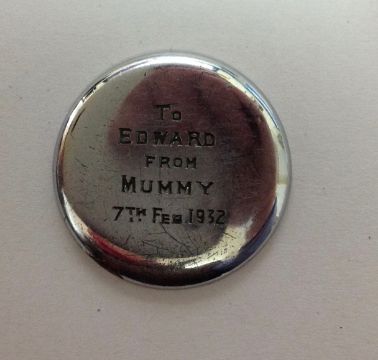 To
EDWARD
FROM
MUMMY
7TH FEB 1932